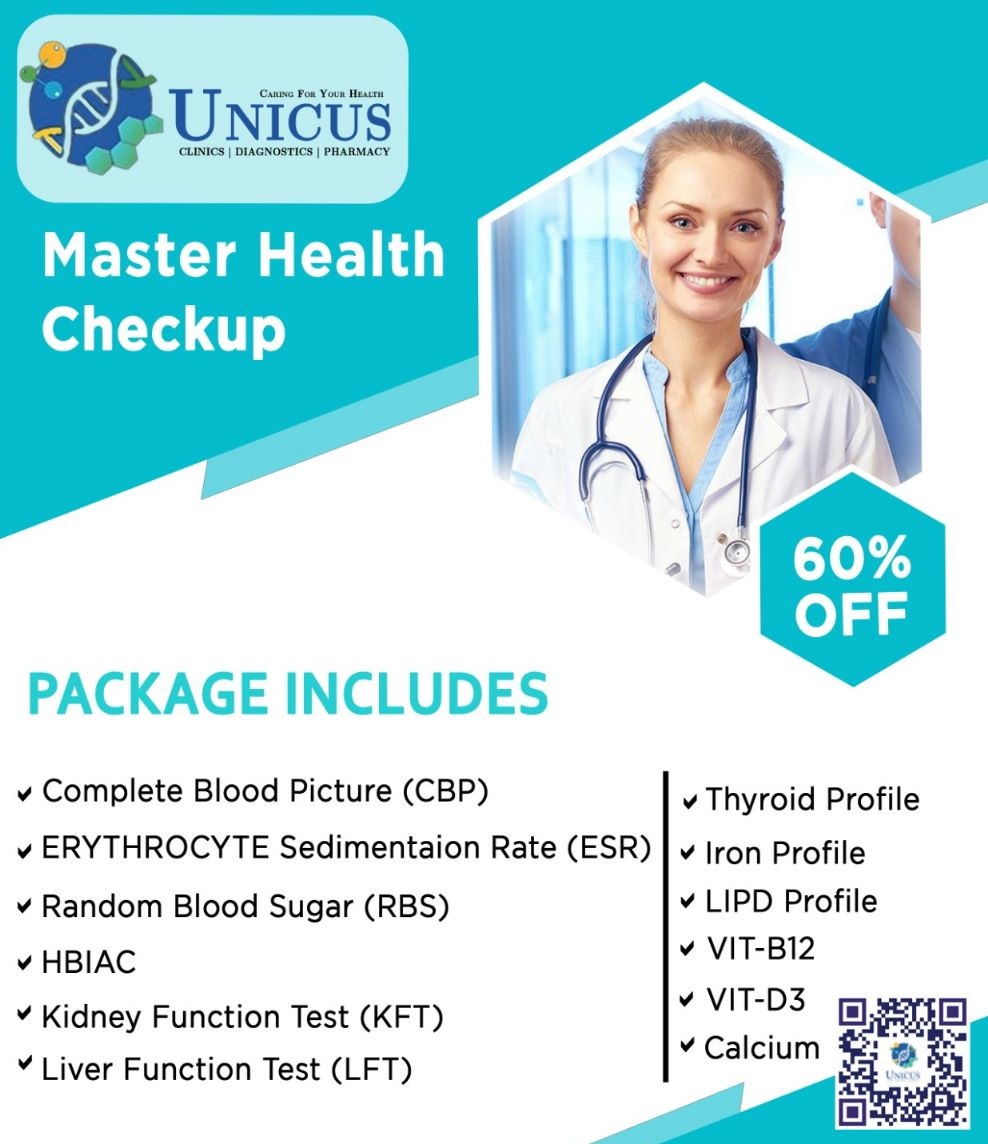 CARING FOR YOUR HEALTH
UNICUS
CLINICS | DIAGNOSTICS | PHARMACY
Master Health
Checkup
60%
OFF
PACKAGE INCLUDES
Complete Blood Picture (CBP)
ERYTHROCYTE Sedimentaion Rate (ESR)
Random Blood Sugar (RBS)
HBIAC
Kidney Function Test (KFT)
Liver Function Test (LFT)
Thyroid Profile
Iron Profile
LIPD Profile
VIT-B12
VIT-D3
Calcium
UNICUS